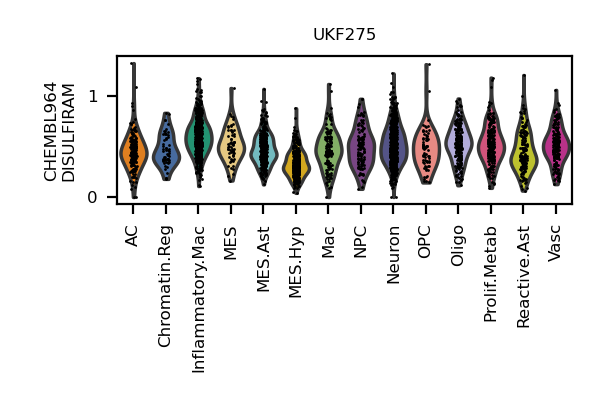 UKF275
CHEMBL964
DISULFIRAM
1
0
AC
Chromatin.Reg
Inflammatory.Mac
MES
MES.Ast
MES.Hyp
Mac
NPC
Neuron
OPC
Oligo
Prolif.Metab
Reactive.Ast
Vasc